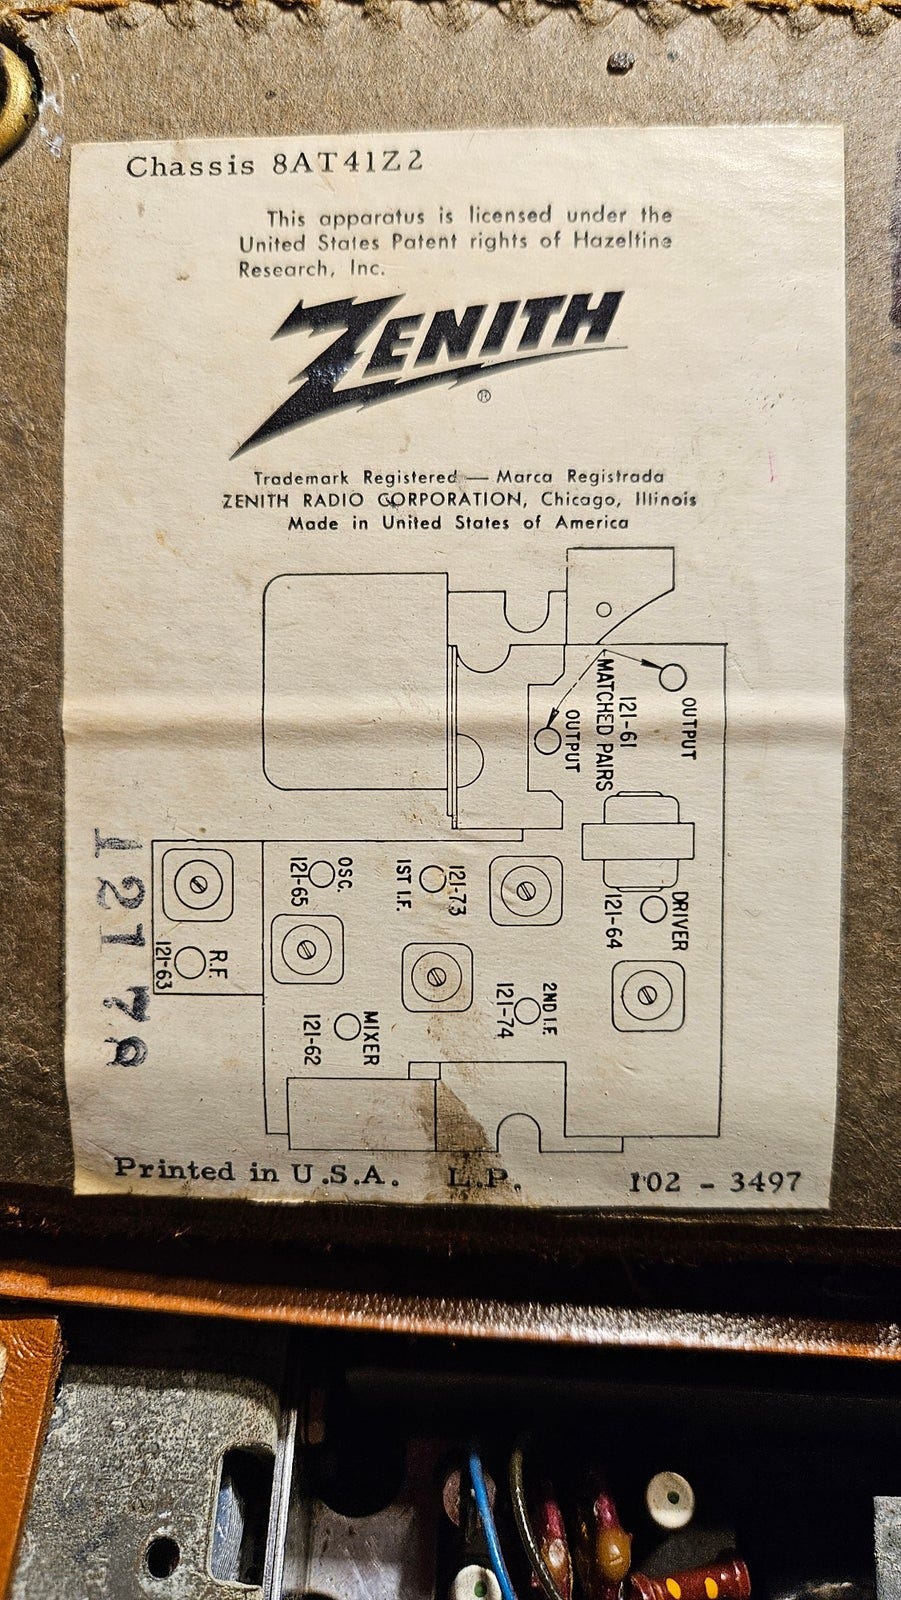 Chassis 8AT41Z2
This apparatus is licensed under the
United States Patent rights of Hazeltine
Research, Inc.
ZENITH
®
Trademark Registered — Marca Registrada
ZENITH RADIO CORPORATION, Chicago, Illinois
Made in United States of America
OUTPUT
121-61
MATCHED PAIRS
OUTPUT
DRIVER
121-64
121-73
1ST I.F.
OSC.
121-65
R.F.
121-63
2ND I.F.
121-74
MIXER
121-62
Printed in U.S.A. L.P. 102 - 3497